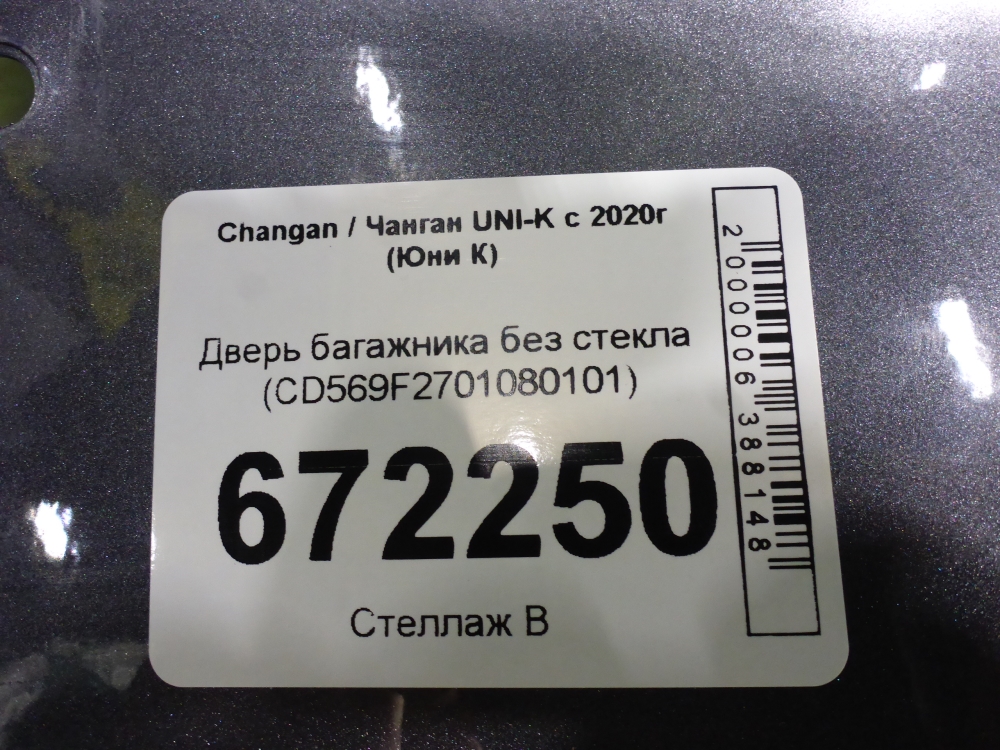 Changan / Чанган UNI-K с 2020г
(Юни К)
Дверь багажника без стекла
(CD569F2701080101)
672250
Стеллаж В
2000006388148